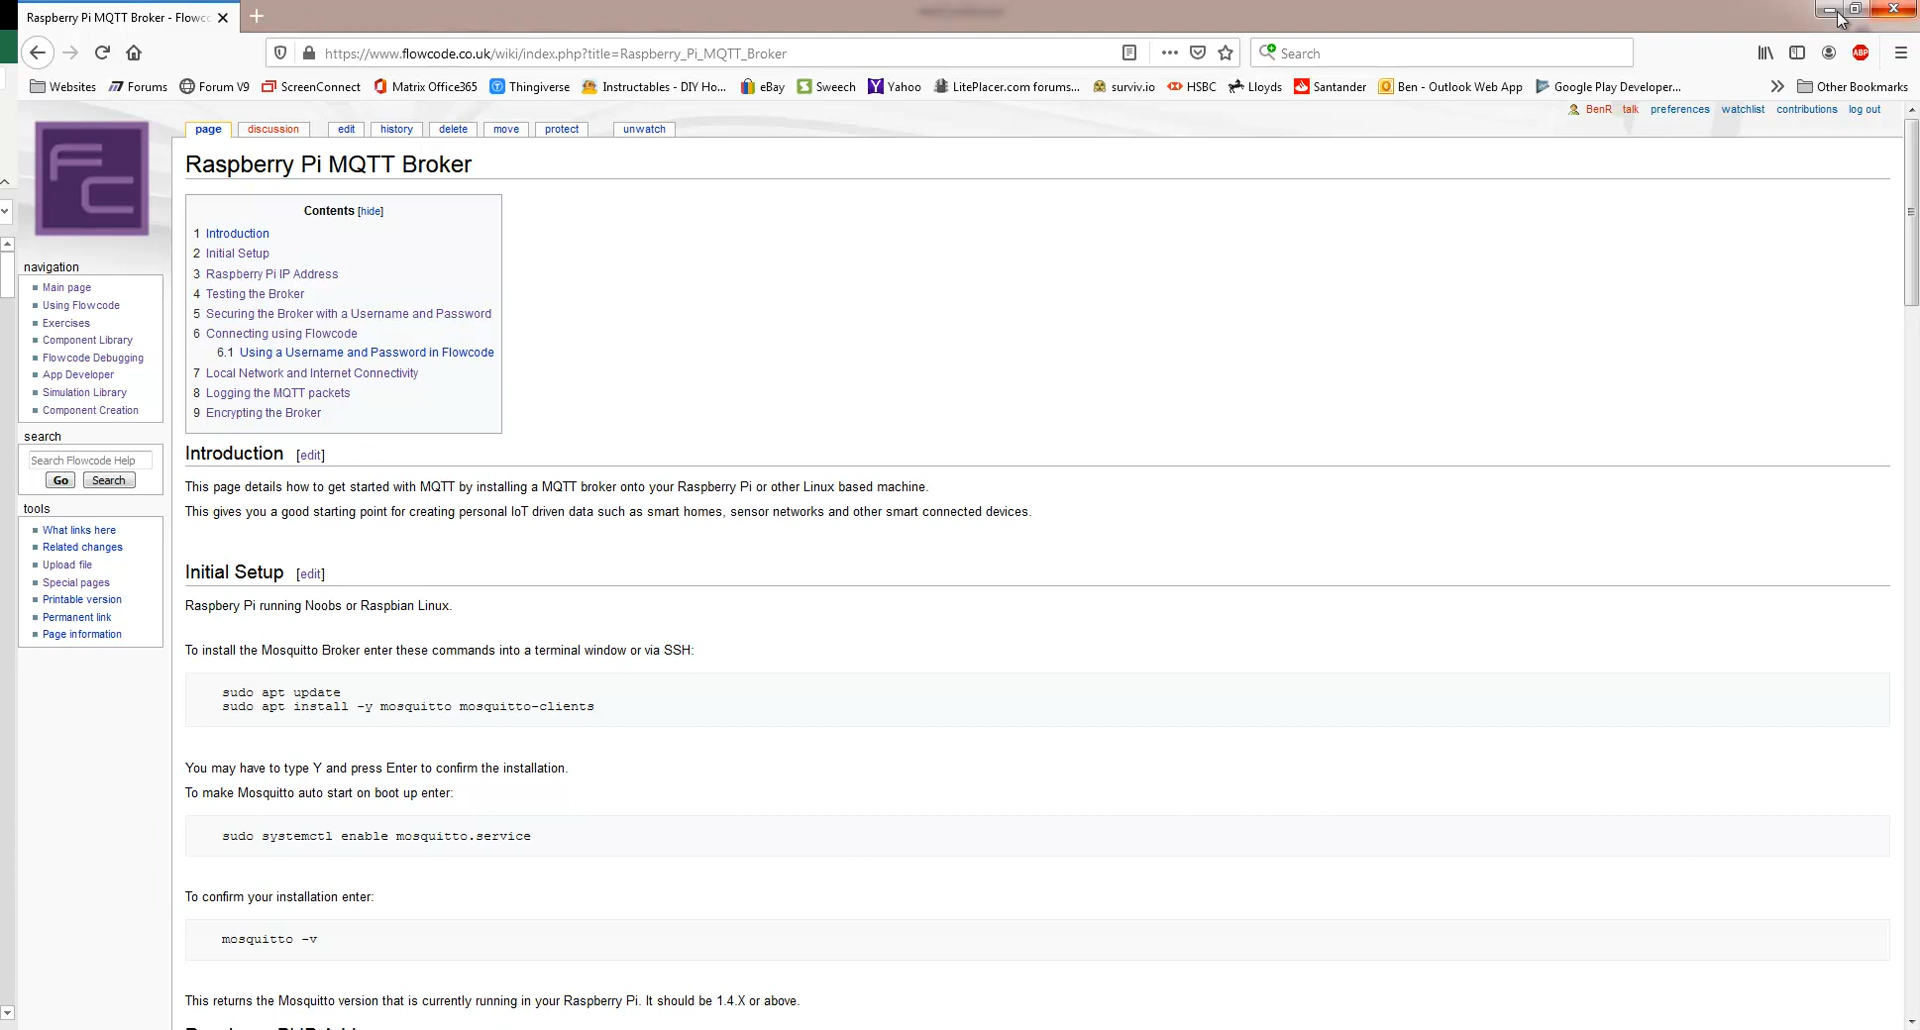 Raspberry Pi MQTT Broker - Flowco
https://www.flowcode.co.uk/wiki/index.php?title=Raspberry_Pi_MQTT_Broker
Search
Websites Forums Forum V9 ScreenConnect Matrix Office365 Thingiverse Instructables - DIY Ho... eBay Sweech Yahoo LitePlacer.com forums... surviv.io HSBC Lloyds Santander Ben - Outlook Web App Google Play Developer... Other Bookmarks
ABP
BenR talk preferences watchlist contributions log out
page discussion edit history delete move protect unwatch
FC
Raspberry Pi MQTT Broker
Contents [hide]
1 Introduction
2 Initial Setup
3 Raspberry Pi IP Address
4 Testing the Broker
5 Securing the Broker with a Username and Password
6 Connecting using Flowcode
6.1 Using a Username and Password in Flowcode
7 Local Network and Internet Connectivity
8 Logging the MQTT packets
9 Encrypting the Broker
navigation
Main page
Using Flowcode
Exercises
Component Library
Flowcode Debugging
App Developer
Simulation Library
Component Creation
search
Search Flowcode Help
Go Search
tools
What links here
Related changes
Upload file
Special pages
Printable version
Permanent link
Page information
Introduction [edit]
This page details how to get started with MQTT by installing a MQTT broker onto your Raspberry Pi or other Linux based machine.
This gives you a good starting point for creating personal IoT driven data such as smart homes, sensor networks and other smart connected devices.
Initial Setup [edit]
Raspbery Pi running Noobs or Raspbian Linux.
To install the Mosquitto Broker enter these commands into a terminal window or via SSH:
sudo apt update
sudo apt install -y mosquitto mosquitto-clients
You may have to type Y and press Enter to confirm the installation.
To make Mosquitto auto start on boot up enter:
sudo systemctl enable mosquitto.service
To confirm your installation enter:
mosquitto -v
This returns the Mosquitto version that is currently running in your Raspberry Pi. It should be 1.4.X or above.